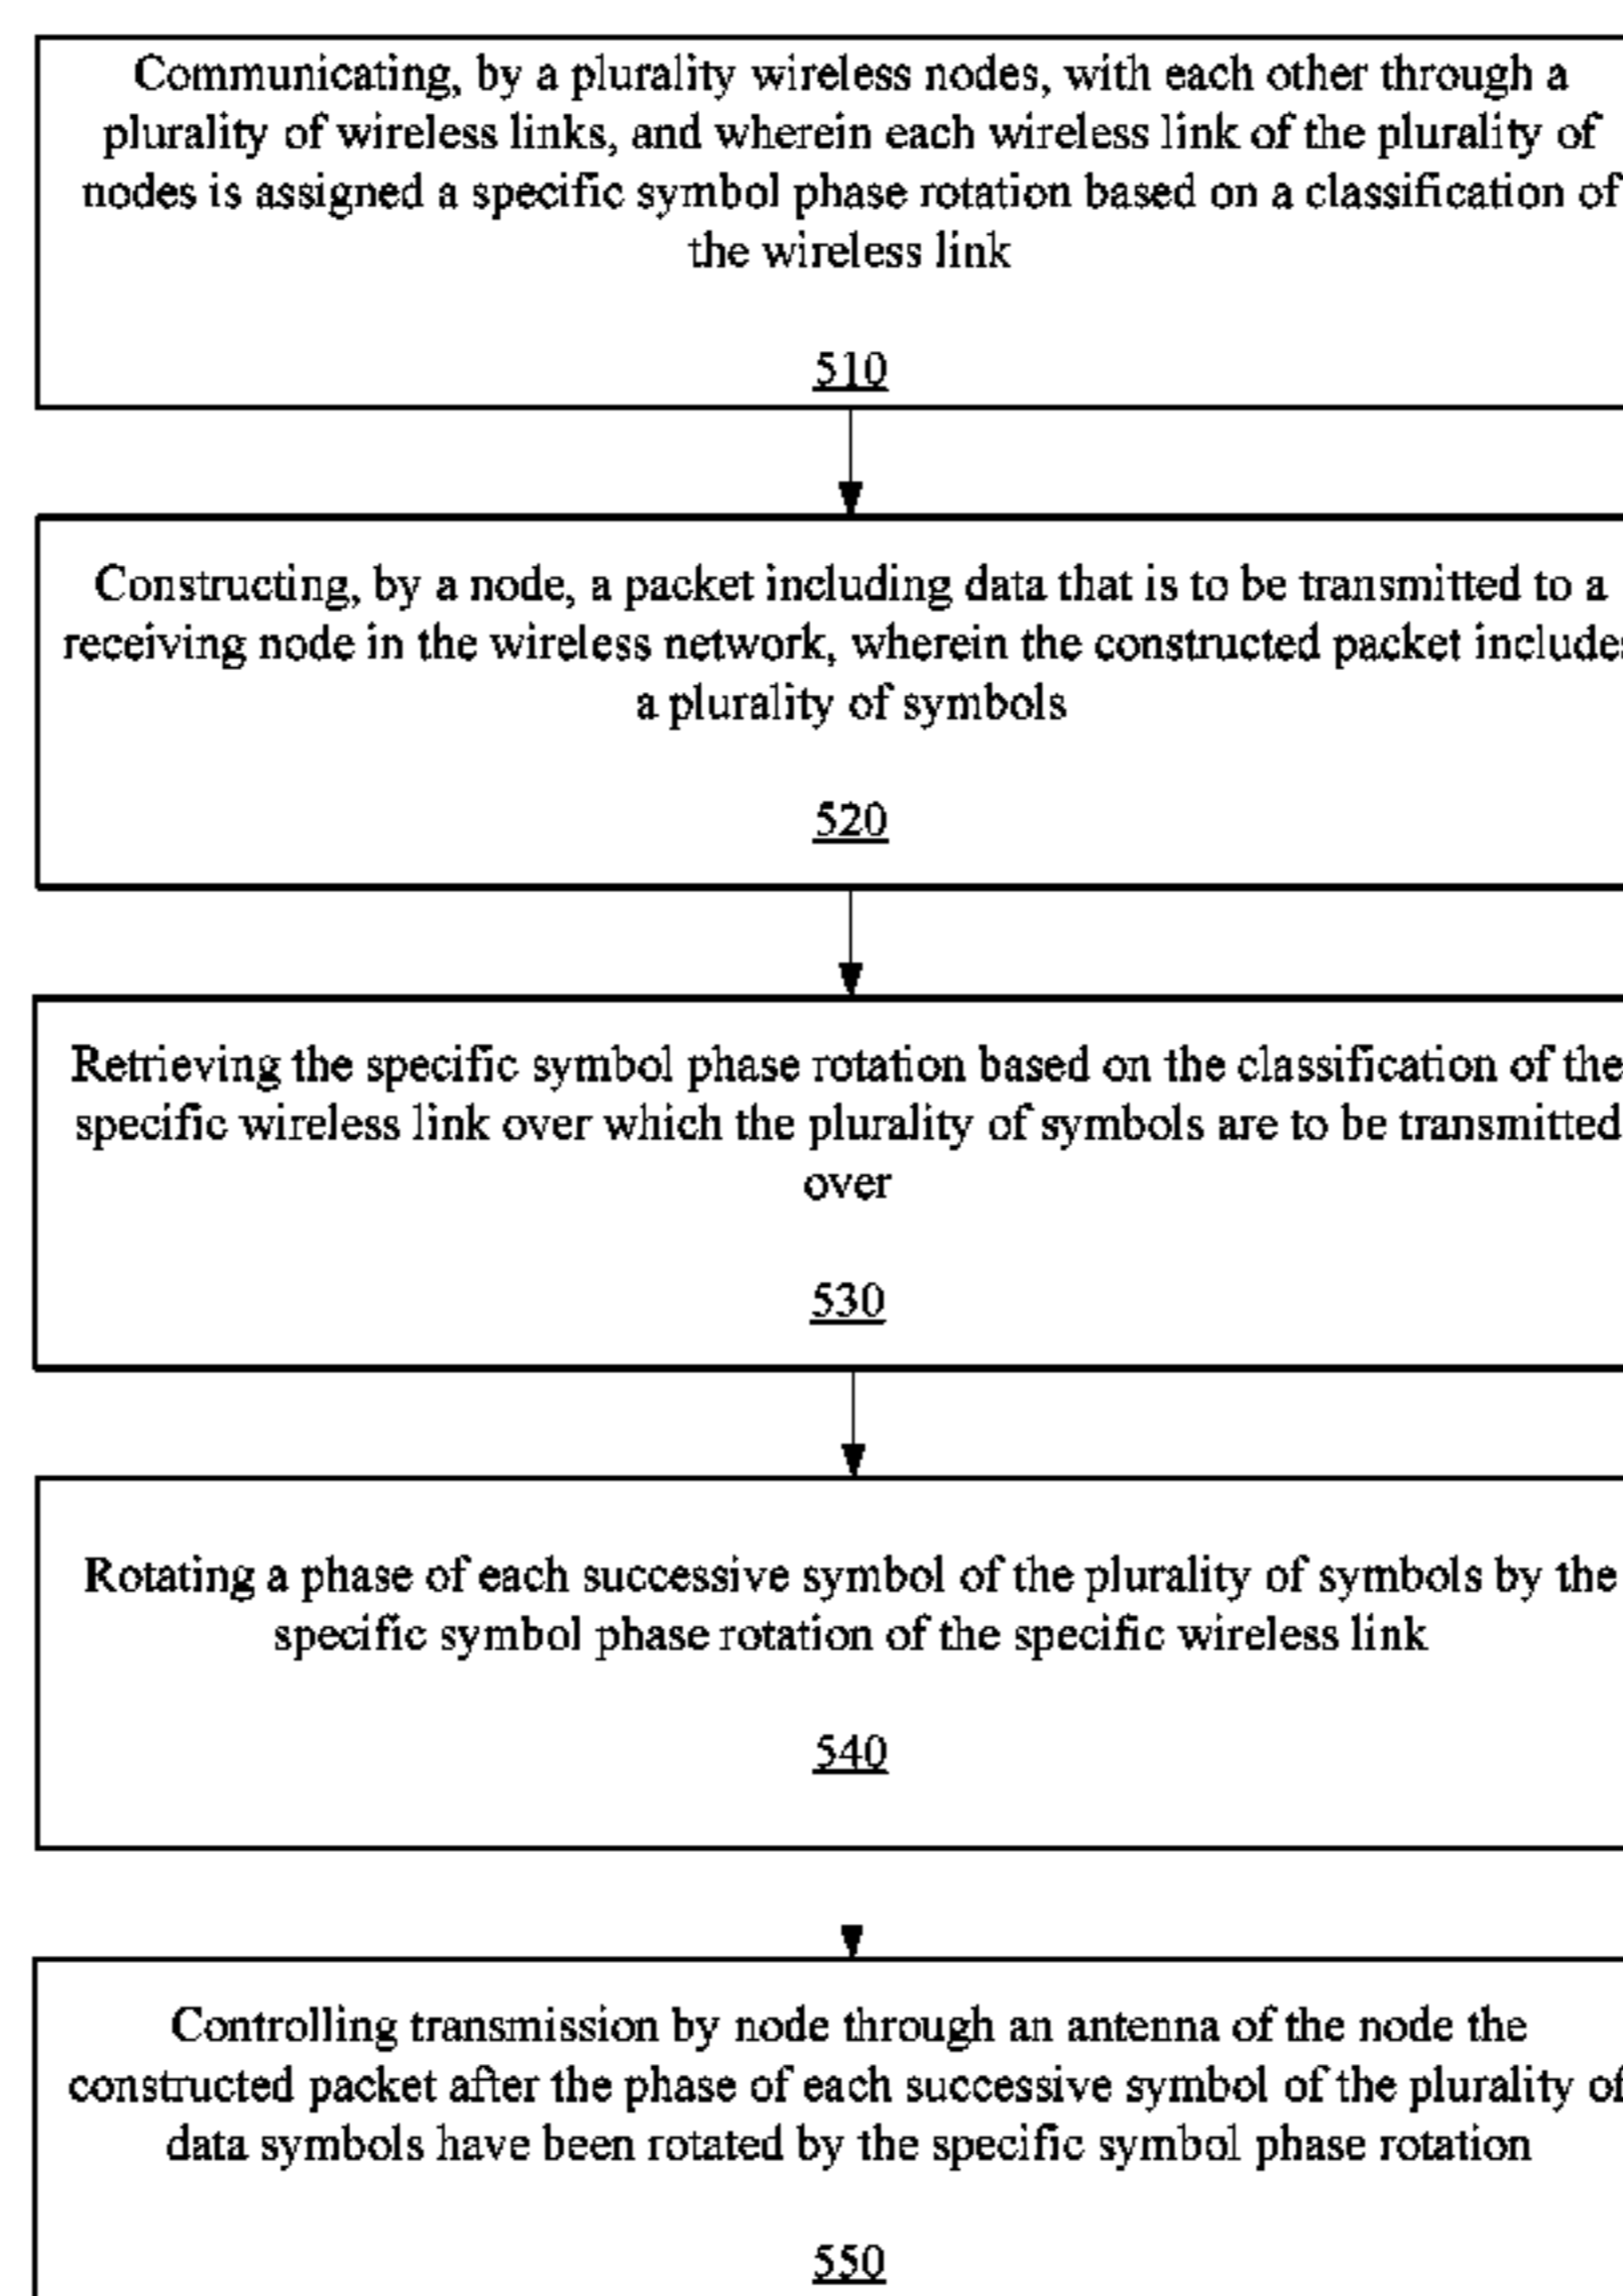 Communicating, by a plurality wireless nodes, with each other through a
plurality of wireless links, and wherein each wireless link of the plurality of
nodes is assigned a specific symbol phase rotation based on a classification of
the wireless link
510
Constructing, by a node, a packet including data that is to be transmitted to a
receiving node in the wireless network, wherein the constructed packet includes
a plurality of symbols
520
Retrieving the specific symbol phase rotation based on the classification of the
specific wireless link over which the plurality of symbols are to be transmitted
over
530
Rotating a phase of each successive symbol of the plurality of symbols by the
specific symbol phase rotation of the specific wireless link
540
Controlling transmission by node through an antenna of the node the
constructed packet after the phase of each successive symbol of the plurality of
data symbols have been rotated by the specific symbol phase rotation
550